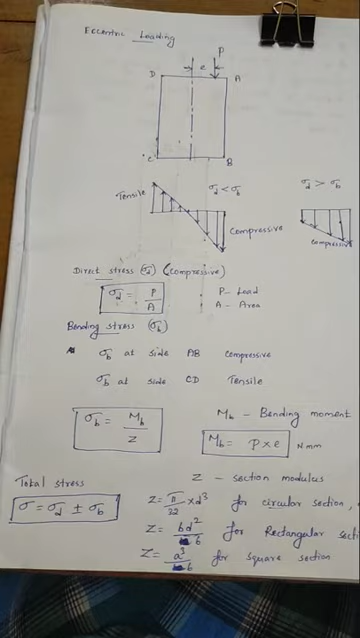 Eccentric Loading
P
e
D A
C B
Tensile σd < σb σd > σb
Compressive compressive
Direct stress (σd) (compressive)
σd = P/A P - Load
A - Area
Bending stress (σb)
σb at side AB compressive
σb at side CD Tensile
σb = Mb/Z Mb - Bending moment
Mb = P×e N mm
Z - section modulus
Total stress
σ = σd ± σb
Z = π/32 × d³ for circular section,
Z = bd²/6 for Rectangular secti
Z = a³/6 for square section